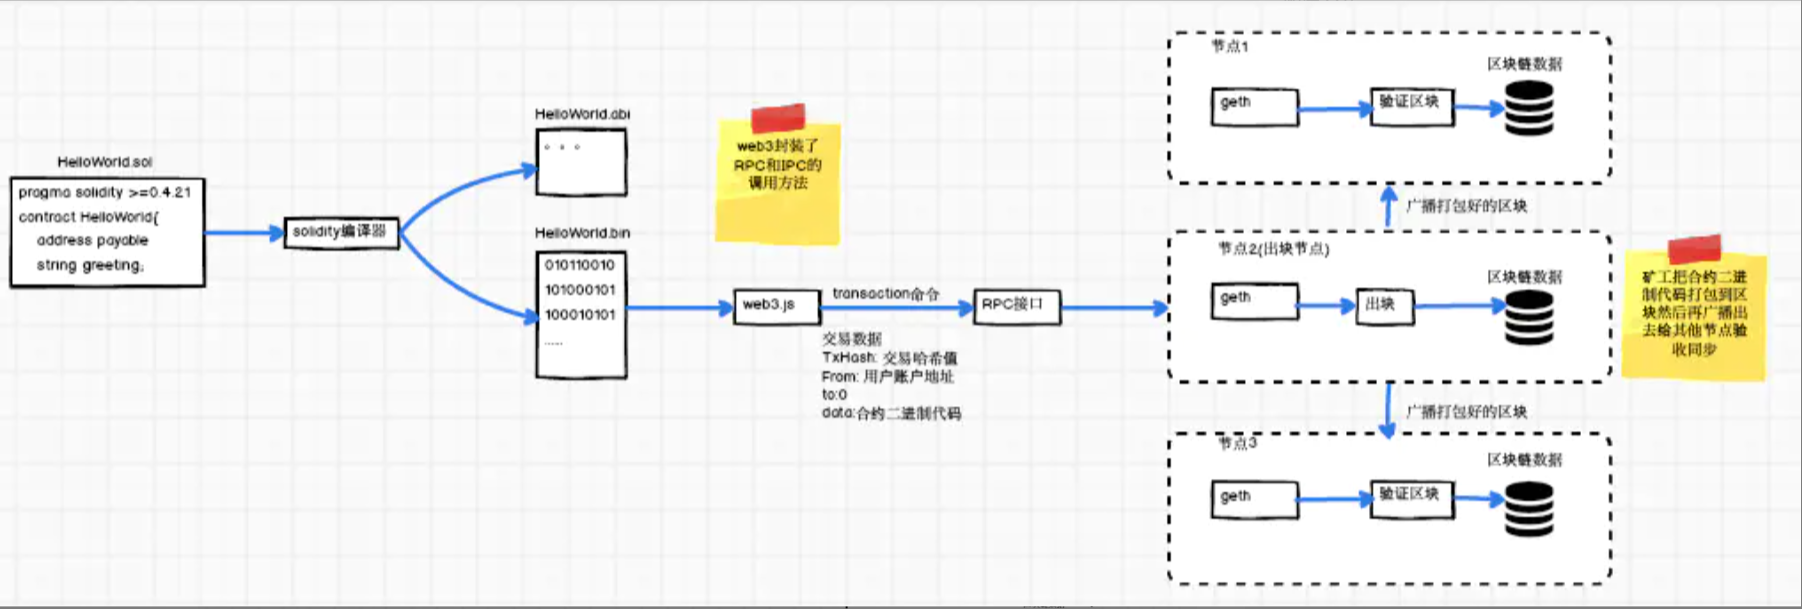 HelloWorld.sol
pragma solidity >=0.4.21
contract HelloWorld{
address payable
string greeting;
solidity编译器
HelloWorld.abi
。。。
HelloWorld.bin
010110010
101000101
100010101
.....
web3封装了
RPC和IPC的
调用方法
web3.js
transaction命令
交易数据
TxHash: 交易哈希值
From: 用户账户地址
to:0
data:合约二进制代码
RPC接口
节点1
区块链数据
geth
验证区块
广播打包好的区块
节点2(出块节点)
区块链数据
geth
出块
广播打包好的区块
节点3
区块链数据
geth
验证区块
矿工把合约二进
制代码打包到区
块然后再广播出
去给其他节点验
收同步